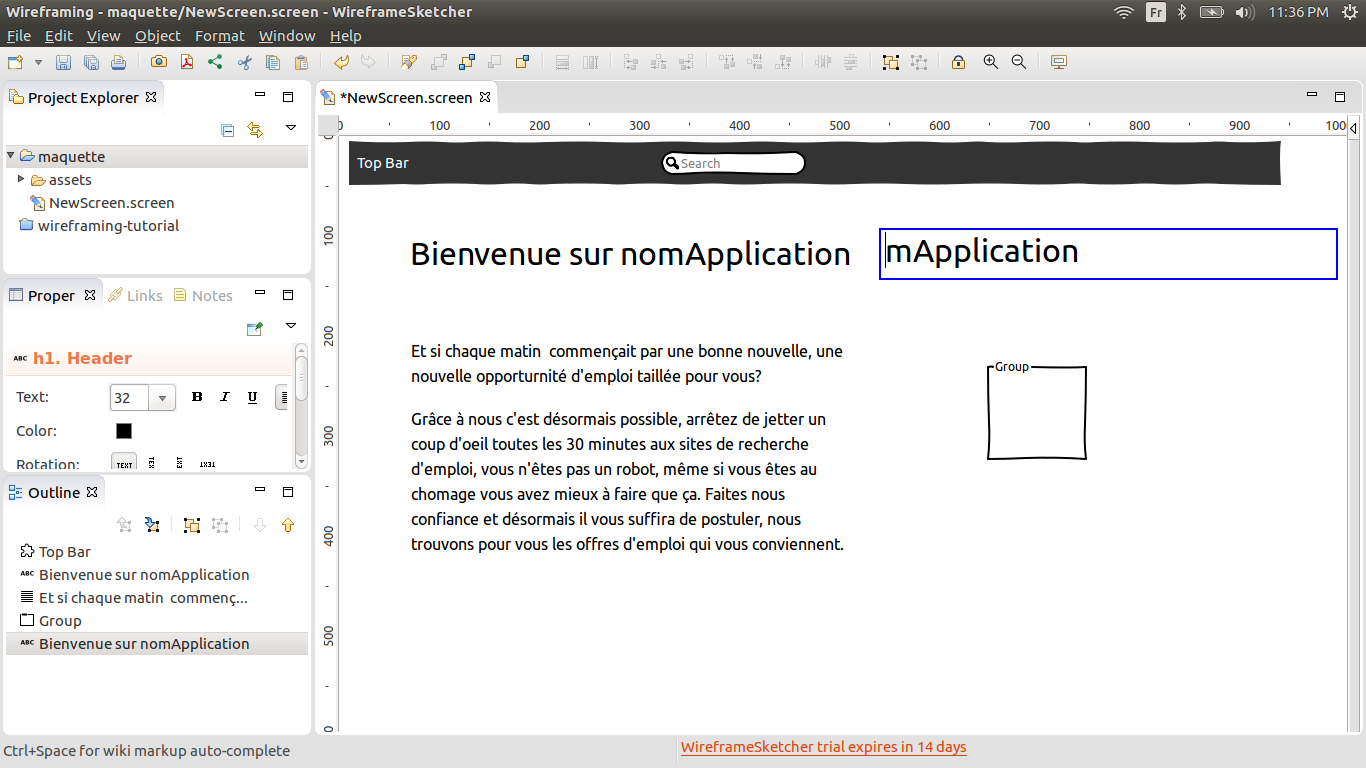 Wireframing - maquette/NewScreen.screen - WireframeSketcher
Fr
11:36 PM
File Edit View Object Format Window Help
Project Explorer
maquette
assets
NewScreen.screen
wireframing-tutorial
Proper Links Notes
h1. Header
Text: 32 B I U
Color:
Rotation: TEXT TEXT TEXT TEXT
Outline
Top Bar
Bienvenue sur nomApplication
Et si chaque matin  commenç...
Group
Bienvenue sur nomApplication
*NewScreen.screen
0 100 200 300 400 500 600 700 800 900 1000
0
100
200
300
400
500
Top Bar
Search
Bienvenue sur nomApplication
mApplication
Et si chaque matin  commençait par une bonne nouvelle, une
nouvelle opporturnité d'emploi taillée pour vous?
Grâce à nous c'est désormais possible, arrêtez de jetter un
coup d'oeil toutes les 30 minutes aux sites de recherche
d'emploi, vous n'êtes pas un robot, même si vous êtes au
chomage vous avez mieux à faire que ça. Faites nous
confiance et désormais il vous suffira de postuler, nous
trouvons pour vous les offres d'emploi qui vous conviennent.
Group
Ctrl+Space for wiki markup auto-complete
WireframeSketcher trial expires in 14 days